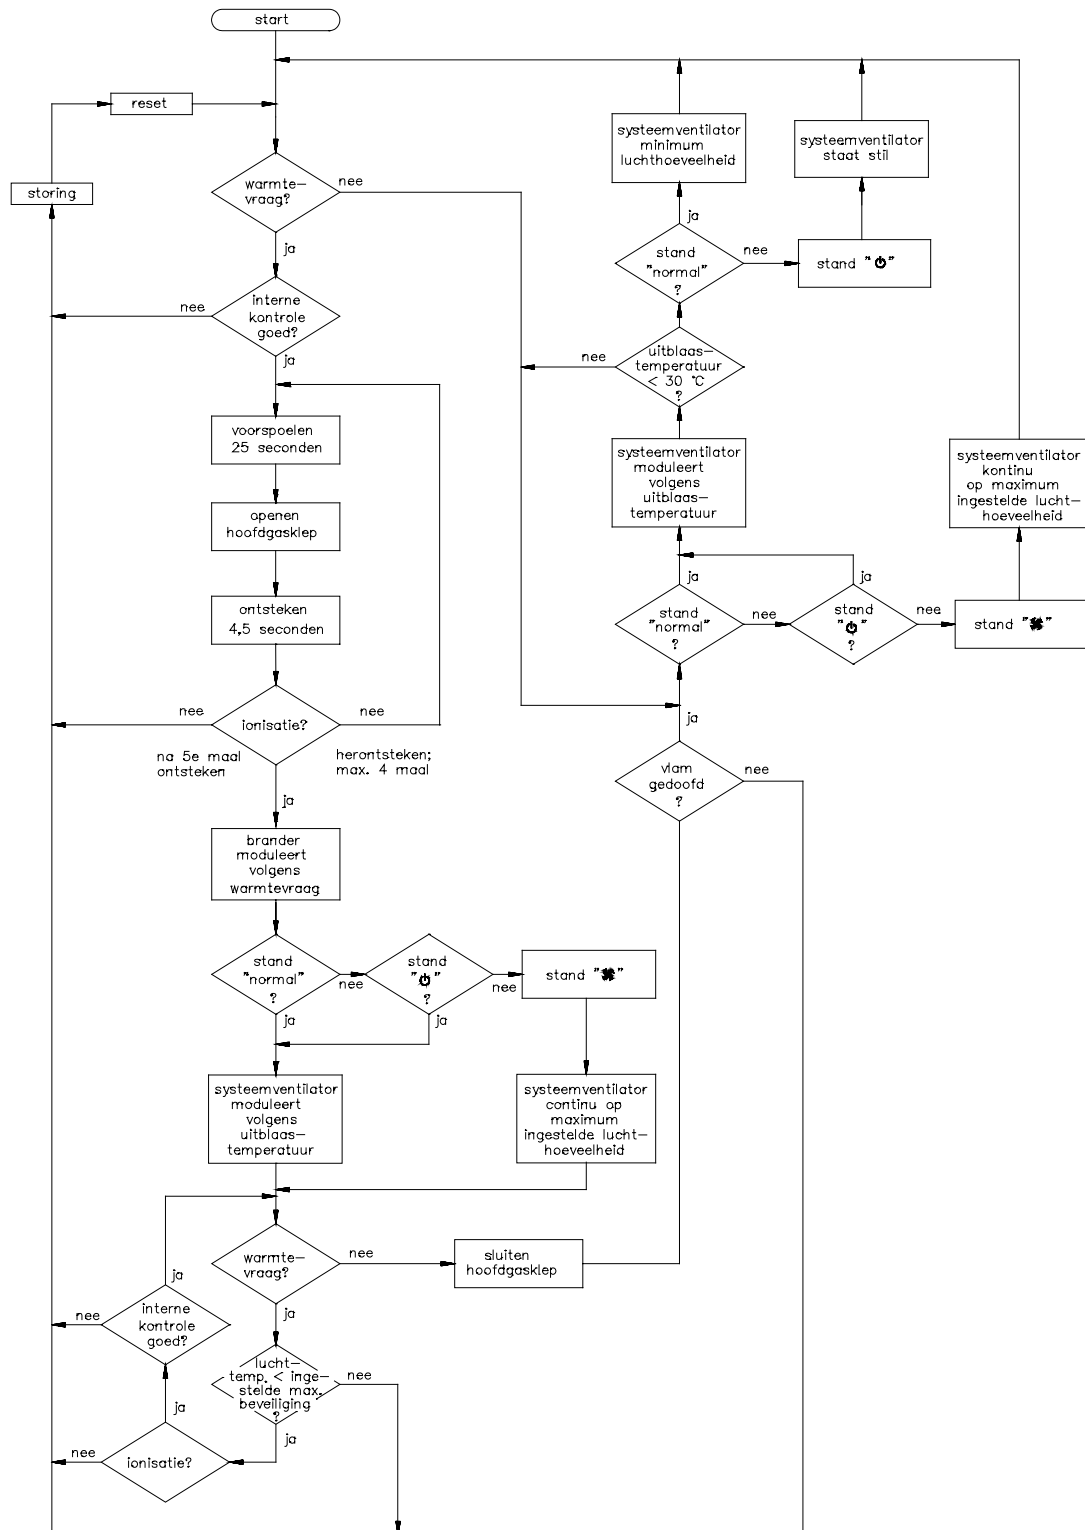 start
reset
storing
warmte-
vraag?
nee
ja
interne
kontrole
goed?
nee
ja
voorspoelen
25 seconden
openen
hoofdgasklep
ontsteken
4,5 seconden
ionisatie?
nee
nee
na 5e maal
ontsteken
herontsteken;
max. 4 maal
ja
brander
moduleert
volgens
warmtevraag
stand
"normal"
?
nee
ja
stand
"⏻"
?
nee
ja
stand "✽"
systeemventilator
moduleert
volgens
uitblaas-
temperatuur
systeemventilator
continu op
maximum
ingestelde lucht-
hoeveelheid
warmte-
vraag?
nee
ja
sluiten
hoofdgasklep
lucht-
temp. < inge-
stelde max.
beveiliging
?
nee
ja
ionisatie?
nee
ja
interne
kontrole
goed?
nee
ja
systeemventilator
minimum
luchthoeveelheid
systeemventilator
staat stil
ja
stand
"normal"
?
nee
stand "⏻"
uitblaas-
temperatuur
< 30 °C
?
nee
systeemventilator
moduleert
volgens
uitblaas-
temperatuur
systeemventilator
kontinu
op maximum
ingestelde lucht-
hoeveelheid
ja
stand
"normal"
?
nee
ja
stand
"⏻"
?
nee
stand "✽"
ja
vlam
gedoofd
?
nee